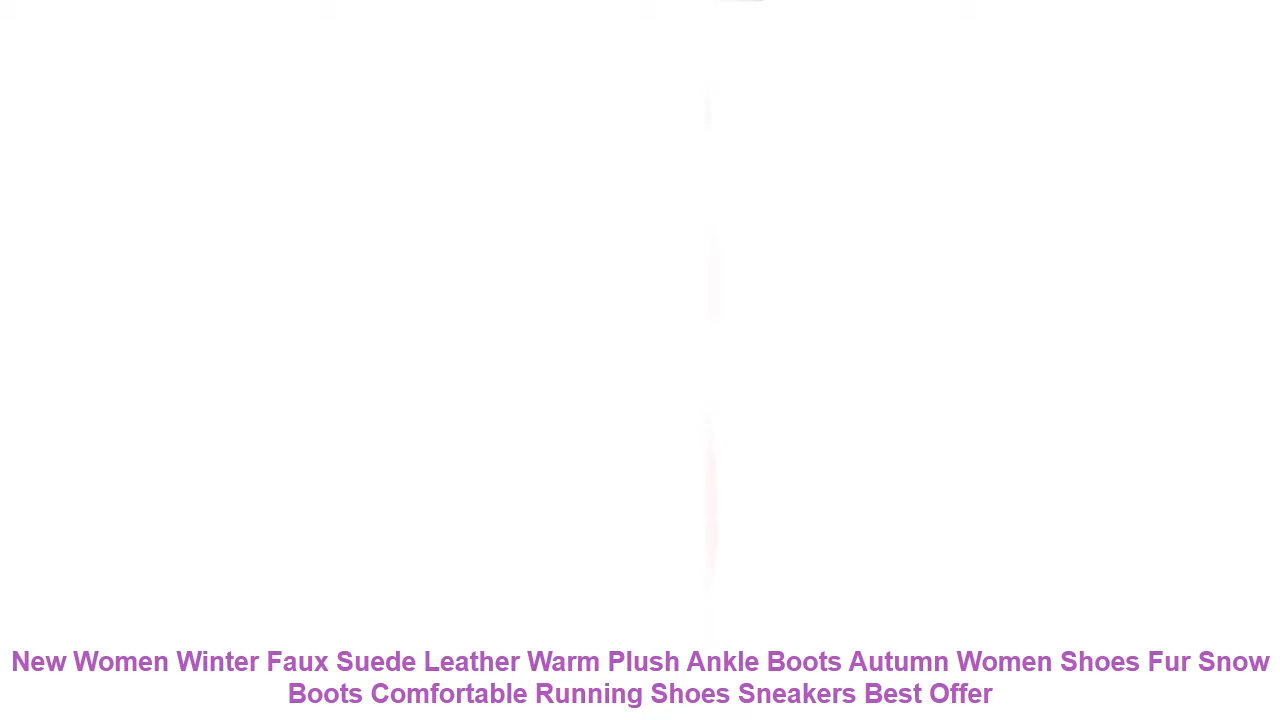 New Women Winter Faux Suede Leather Warm Plush Ankle Boots Autumn Women Shoes Fur Snow
Boots Comfortable Running Shoes Sneakers Best Offer